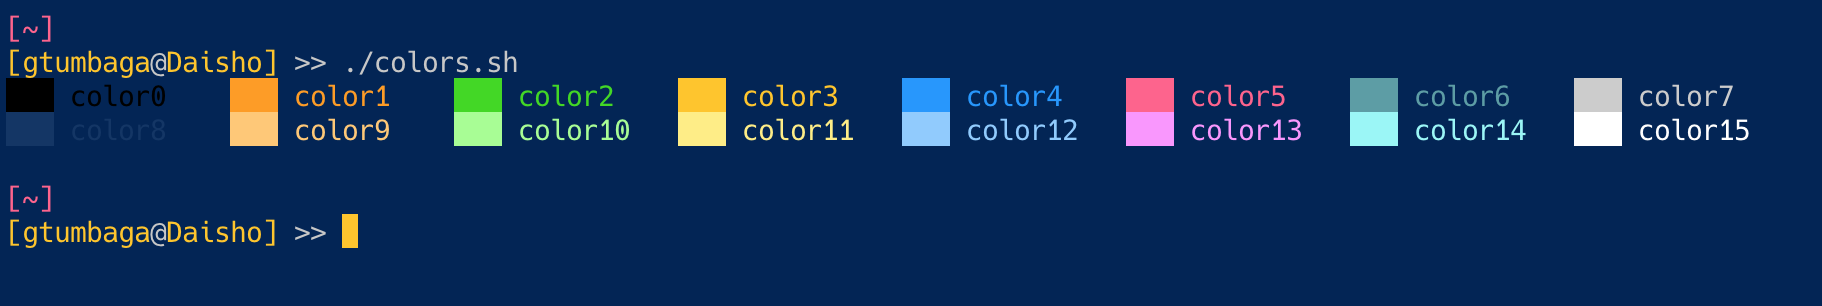 [~]
[gtumbaga@Daisho] >> ./colors.sh
color0 color1 color2 color3 color4 color5 color6 color7
color8 color9 color10 color11 color12 color13 color14 color15
[~]
[gtumbaga@Daisho] >>